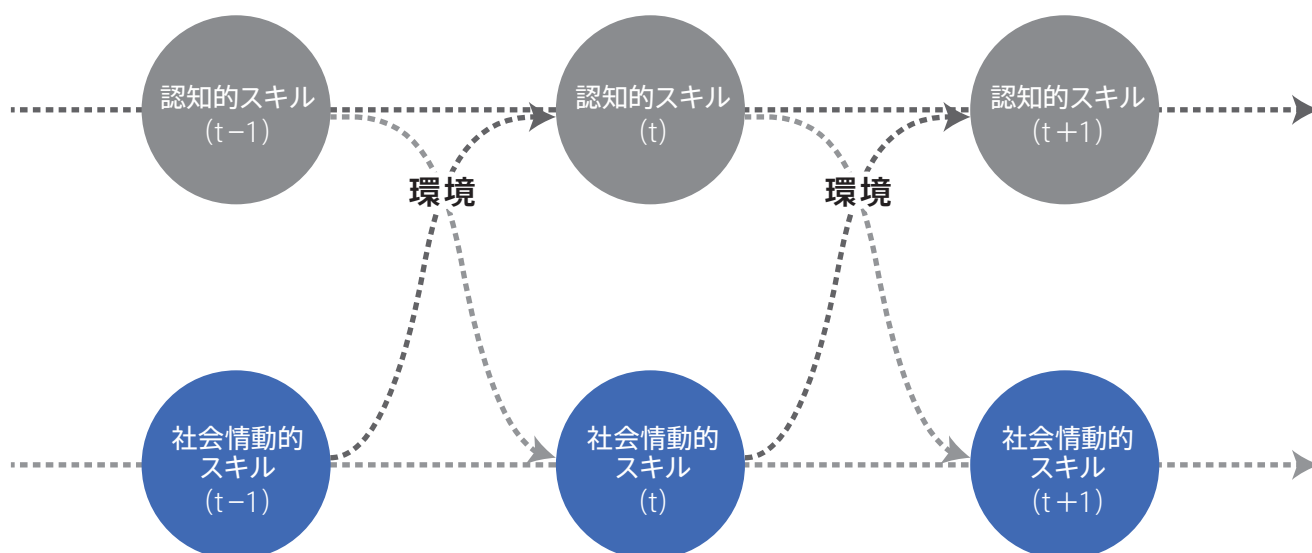 認知的スキル
(t−1)
認知的スキル
(t)
認知的スキル
(t+1)
環境
環境
社会情動的
スキル
(t−1)
社会情動的
スキル
(t)
社会情動的
スキル
(t+1)